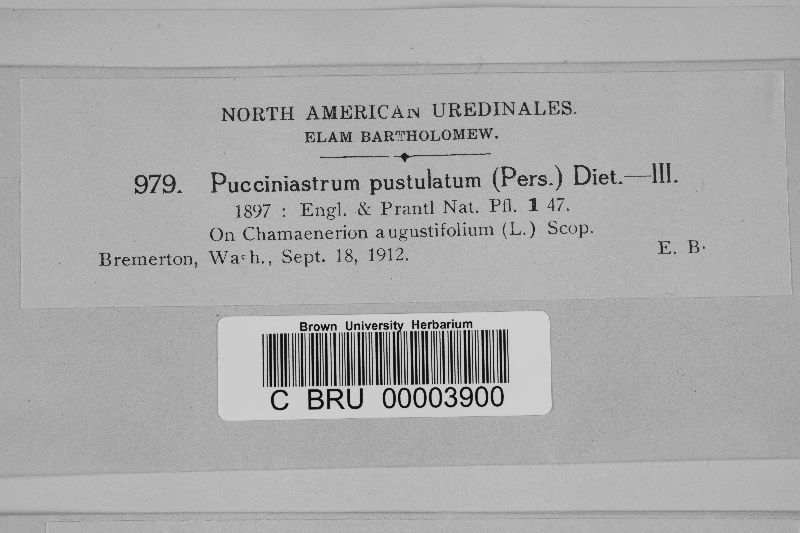 NORTH AMERICAN UREDINALES.
ELAM BARTHOLOMEW.
979. Pucciniastrum pustulatum (Pers.) Diet.—III.
1897 : Engl. & Prantl Nat. Pfl. 1 47.
On Chamaenerion augustifolium (L.) Scop.
Bremerton, Wash., Sept. 18, 1912. E. B.
Brown University Herbarium
C BRU 00003900